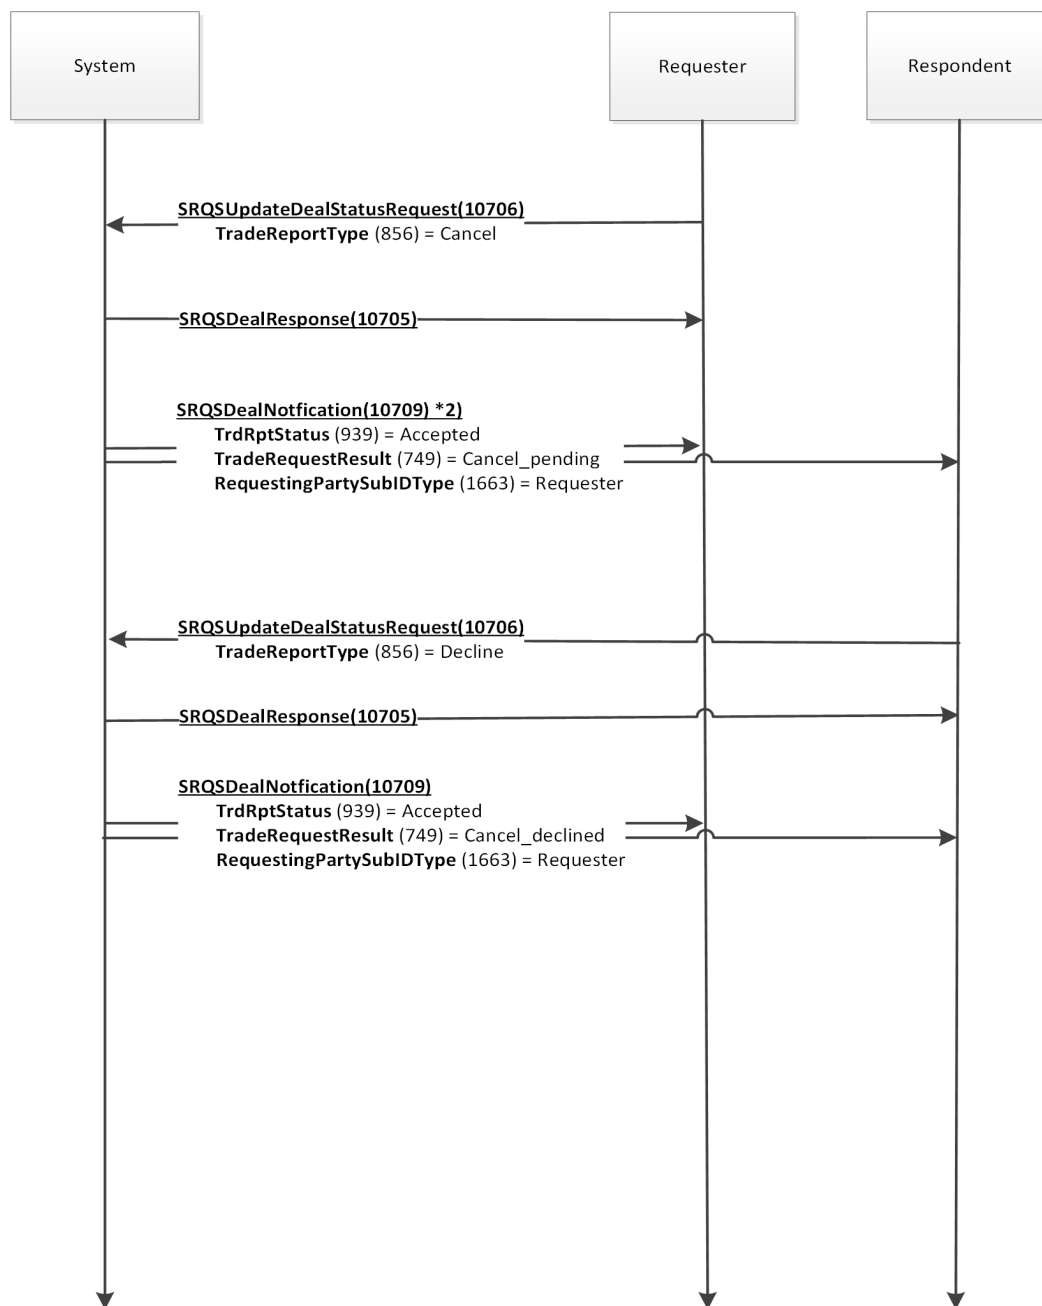 System
Requester
Respondent
SRQSUpdateDealStatusRequest(10706)
TradeReportType (856) = Cancel
SRQSDealResponse(10705)
SRQSDealNotfication(10709) *2)
TrdRptStatus (939) = Accepted
TradeRequestResult (749) = Cancel_pending
RequestingPartySubIDType (1663) = Requester
SRQSUpdateDealStatusRequest(10706)
TradeReportType (856) = Decline
SRQSDealResponse(10705)
SRQSDealNotfication(10709)
TrdRptStatus (939) = Accepted
TradeRequestResult (749) = Cancel_declined
RequestingPartySubIDType (1663) = Requester